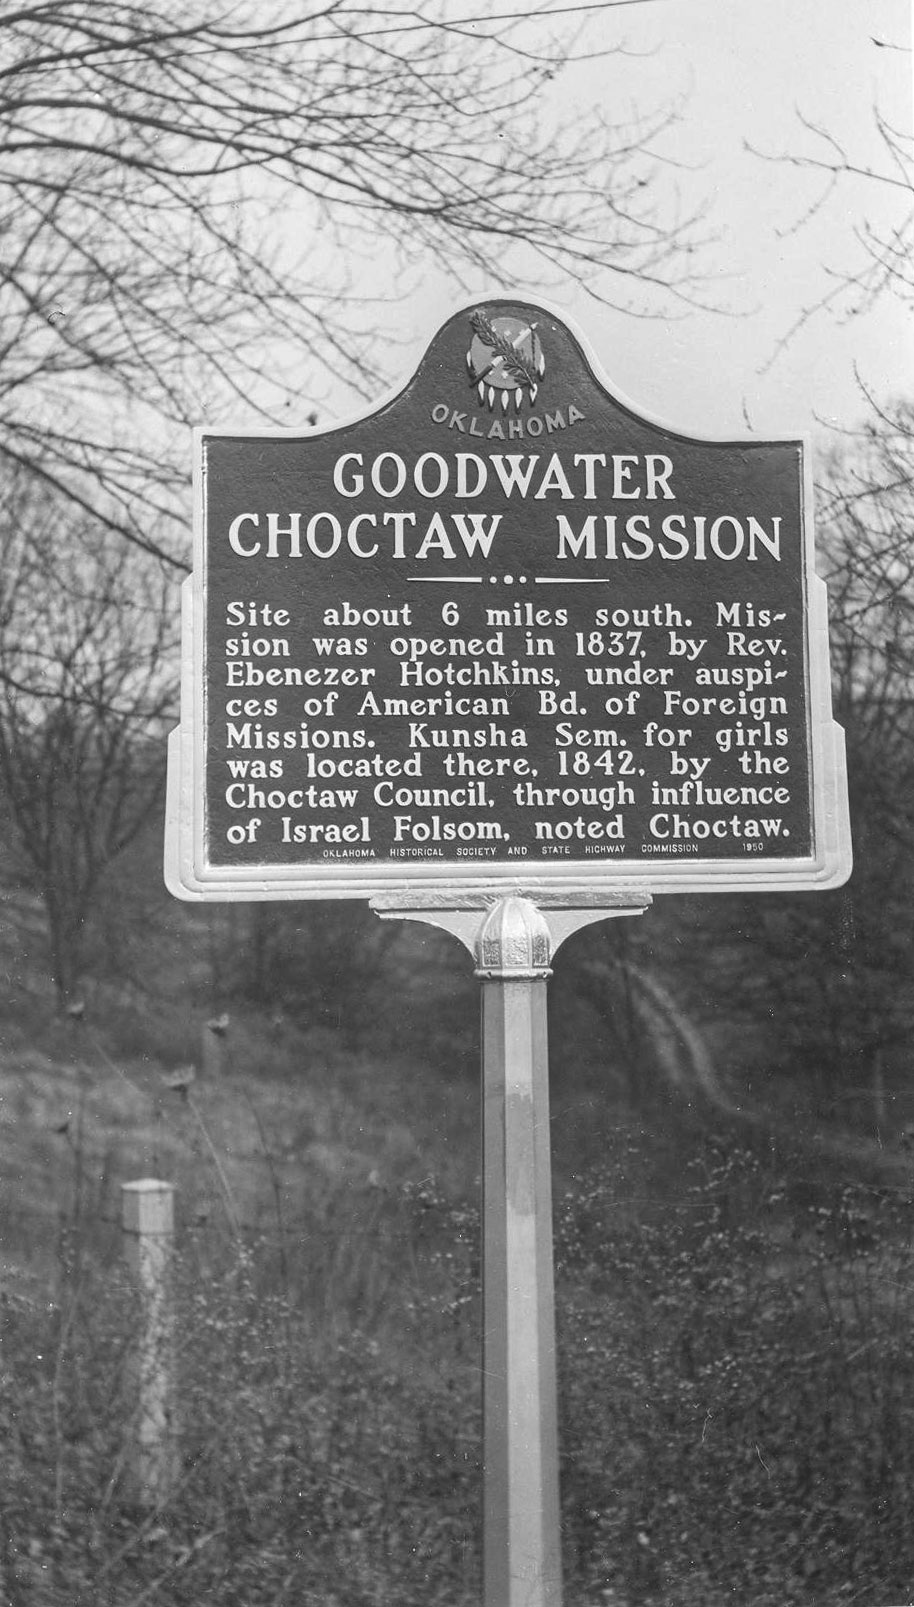 OKLAHOMA
GOODWATER
CHOCTAW MISSION
Site about 6 miles south. Mis-
sion was opened in 1837, by Rev.
Ebenezer Hotchkins, under auspi-
ces of American Bd. of Foreign
Missions. Kunsha Sem. for girls
was located there, 1842, by the
Choctaw Council, through influence
of Israel Folsom, noted Choctaw.
OKLAHOMA HISTORICAL SOCIETY AND STATE HIGHWAY COMMISSION 1950